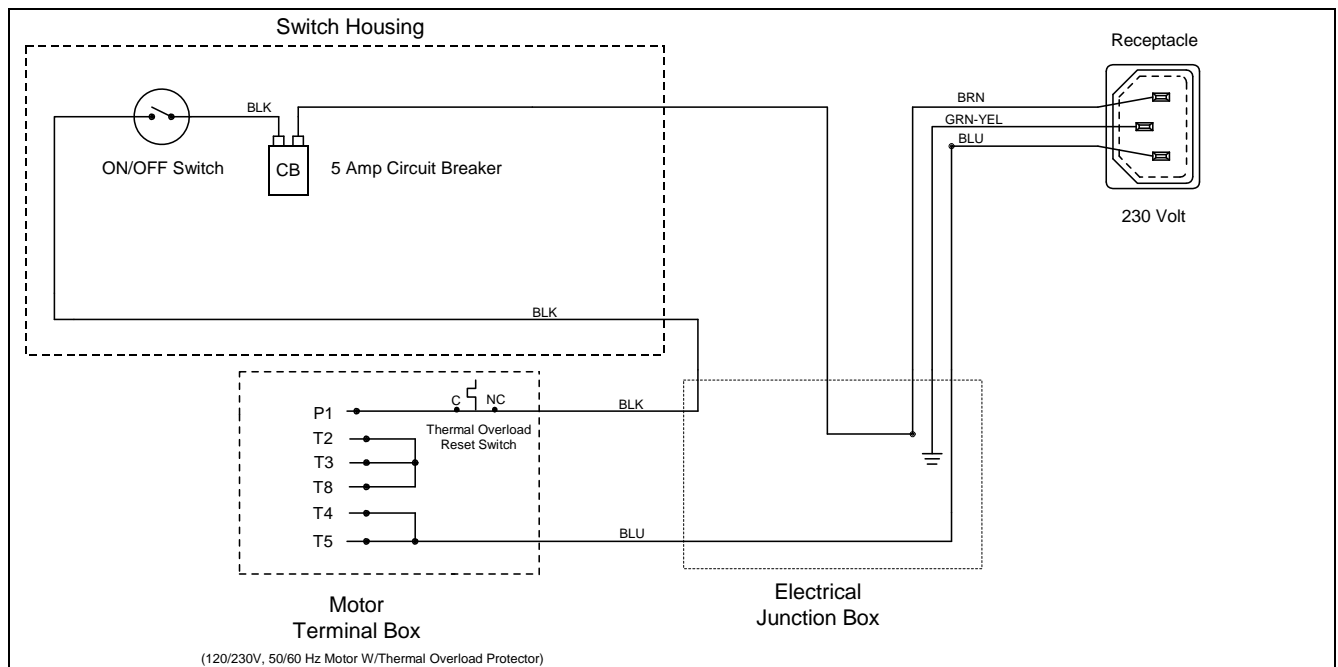 Switch Housing
Receptacle
BLK
BRN
GRN-YEL
BLU
ON/OFF Switch
CB
5 Amp Circuit Breaker
230 Volt
BLK
C
NC
P1
BLK
Thermal Overload
Reset Switch
T2
T3
T8
T4
T5
BLU
Motor
Terminal Box
(120/230V, 50/60 Hz Motor W/Thermal Overload Protector)
Electrical
Junction Box